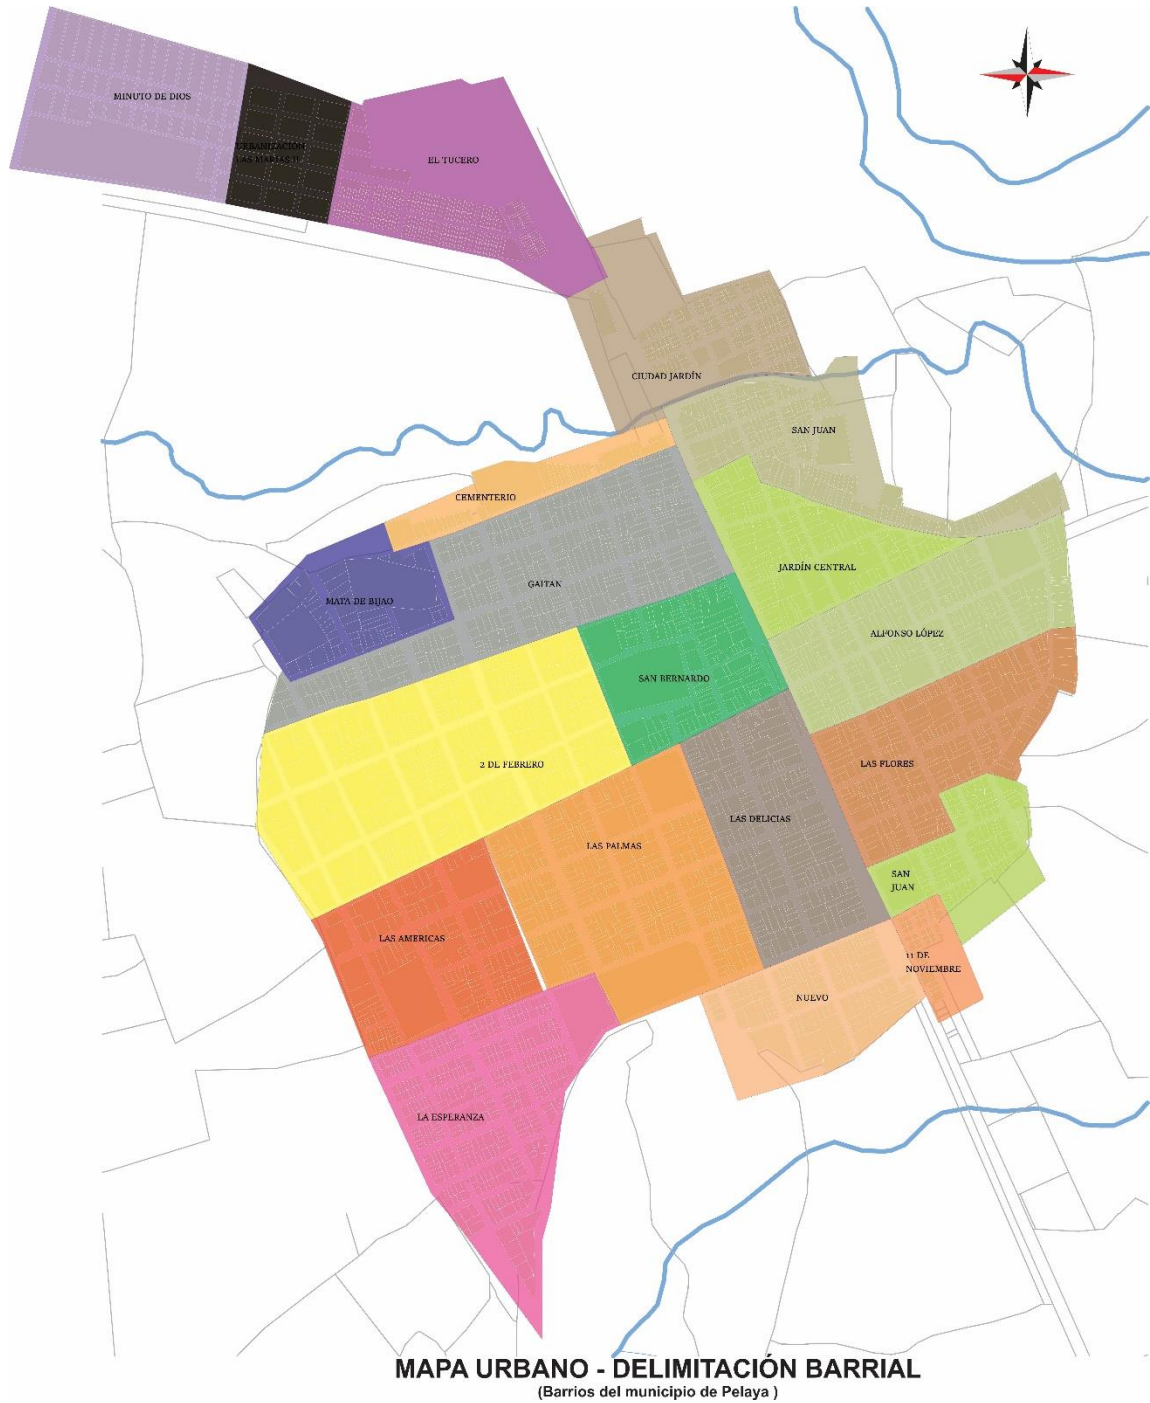 MINUTO DE DIOS
URBANIZACIÓN
LAS MARIAS II
EL TUCERO
CIUDAD JARDÍN
SAN JUAN
CEMENTERIO
JARDÍN CENTRAL
GAITAN
MATA DE BIJAO
ALFONSO LÓPEZ
SAN BERNARDO
2 DE FEBRERO
LAS FLORES
LAS DELICIAS
LAS PALMAS
SAN
JUAN
LAS AMERICAS
11 DE
NOVIEMBRE
NUEVO
LA ESPERANZA
MAPA URBANO - DELIMITACIÓN BARRIAL
(Barrios del municipio de Pelaya )